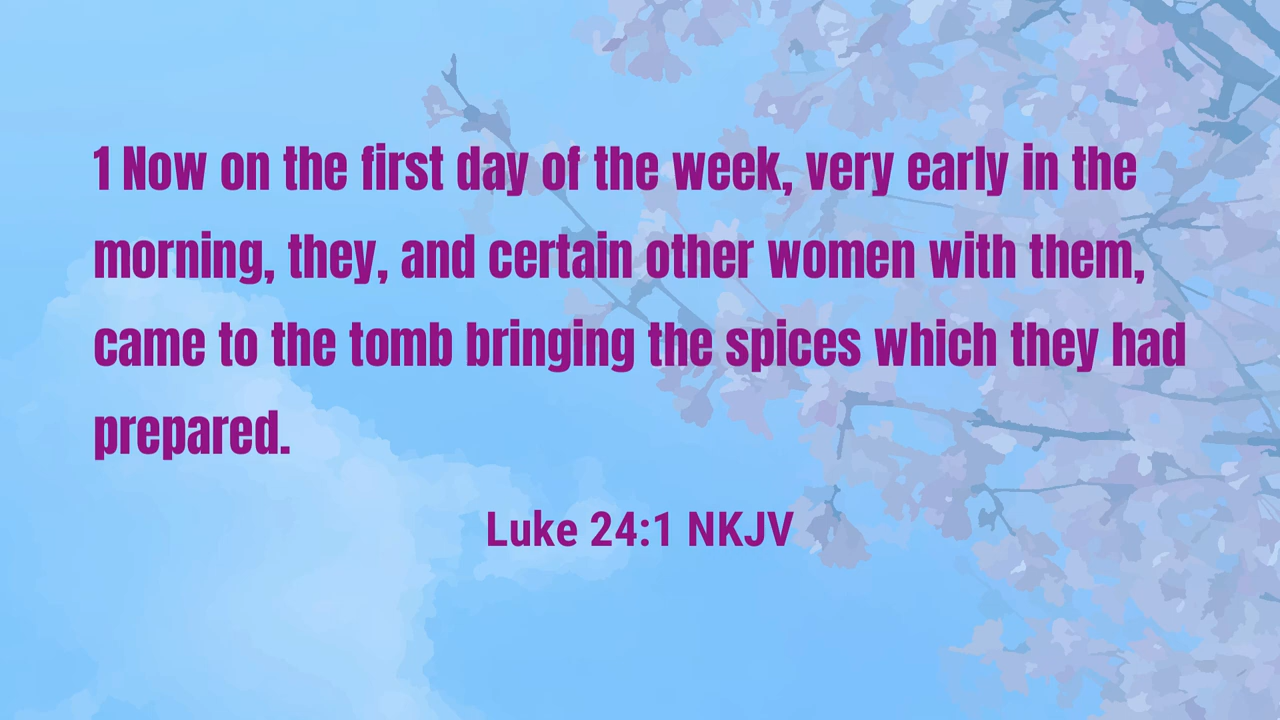 1 Now on the first day of the week, very early in the
morning, they, and certain other women with them,
came to the tomb bringing the spices which they had
prepared.
Luke 24:1 NKJV